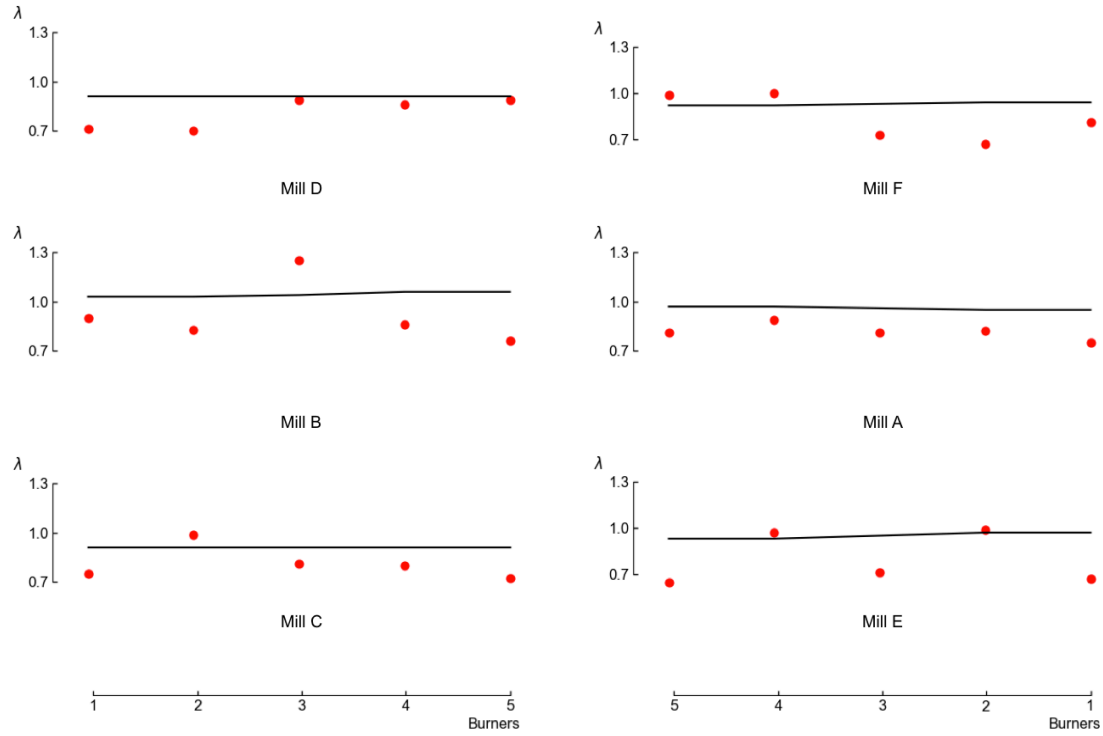 λ
1.3
1.0
0.7
Mill D
λ
1.3
1.0
0.7
Mill F
λ
1.3
1.0
0.7
Mill B
λ
1.3
1.0
0.7
Mill A
λ
1.3
1.0
0.7
Mill C
λ
1.3
1.0
0.7
Mill E
1 2 3 4 5
Burners
5 4 3 2 1
Burners